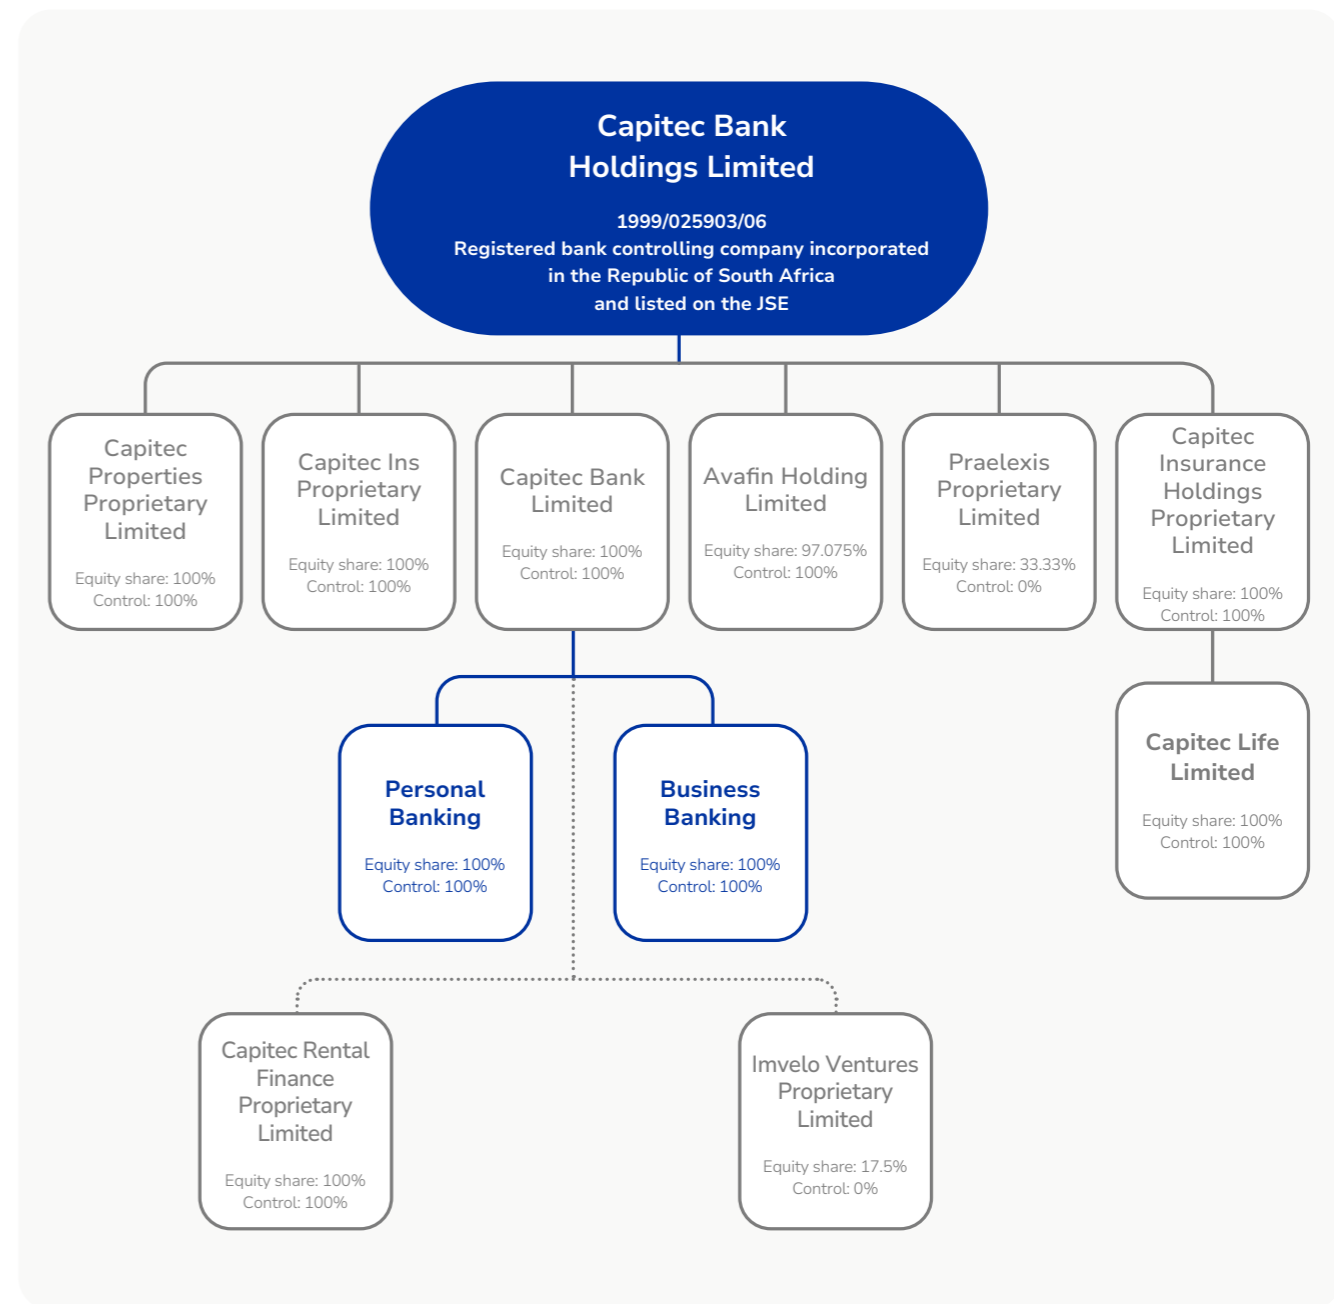 Capitec Bank
Holdings Limited
1999/025903/06
Registered bank controlling company incorporated
in the Republic of South Africa
and listed on the JSE
Capitec
Properties
Proprietary
Limited
Equity share: 100%
Control: 100%
Capitec Ins
Proprietary
Limited
Equity share: 100%
Control: 100%
Capitec Bank
Limited
Equity share: 100%
Control: 100%
Avafin Holding
Limited
Equity share: 97.075%
Control: 100%
Praelexis
Proprietary
Limited
Equity share: 33.33%
Control: 0%
Capitec
Insurance
Holdings
Proprietary
Limited
Equity share: 100%
Control: 100%
Personal
Banking
Equity share: 100%
Control: 100%
Business
Banking
Equity share: 100%
Control: 100%
Capitec Life
Limited
Equity share: 100%
Control: 100%
Capitec Rental
Finance
Proprietary
Limited
Equity share: 100%
Control: 100%
Imvelo Ventures
Proprietary
Limited
Equity share: 17.5%
Control: 0%